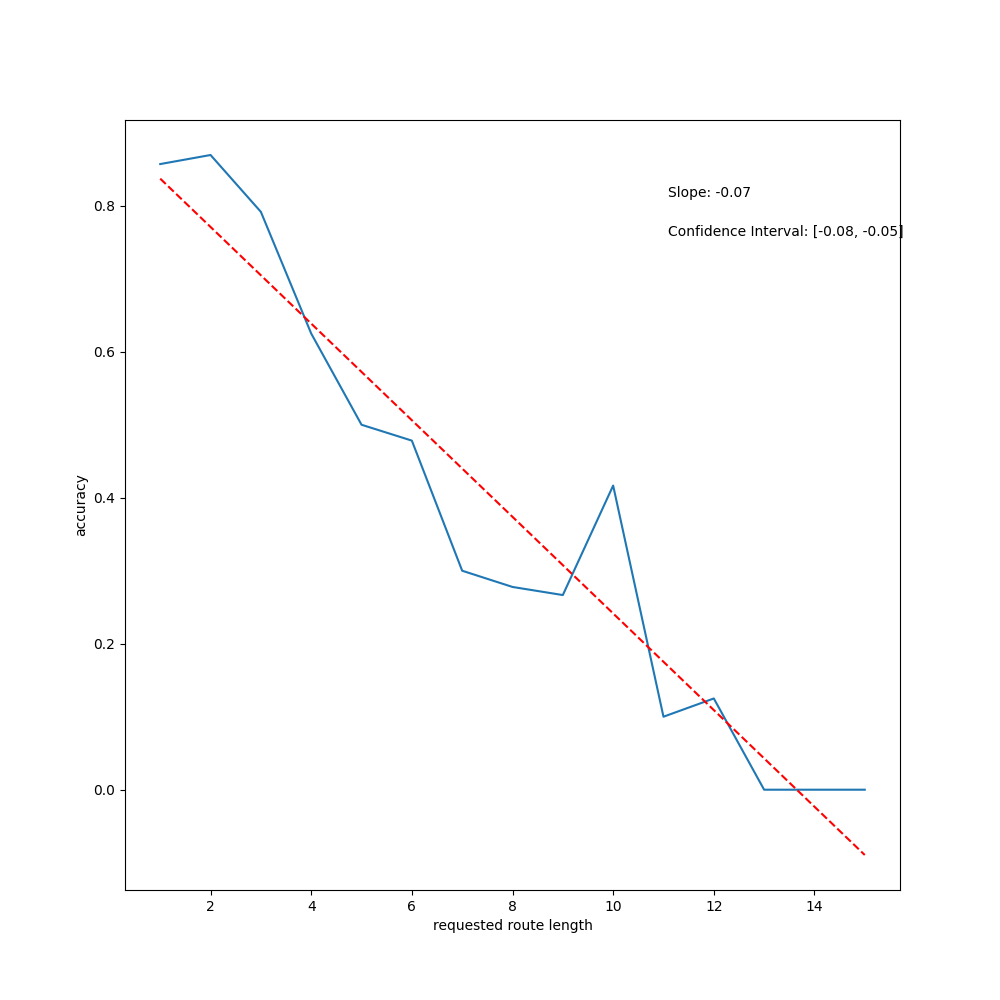 Slope: -0.07
Confidence Interval: [-0.08, -0.05]
0.8
0.6
0.4
0.2
0.0
accuracy
2 4 6 8 10 12 14
requested route length